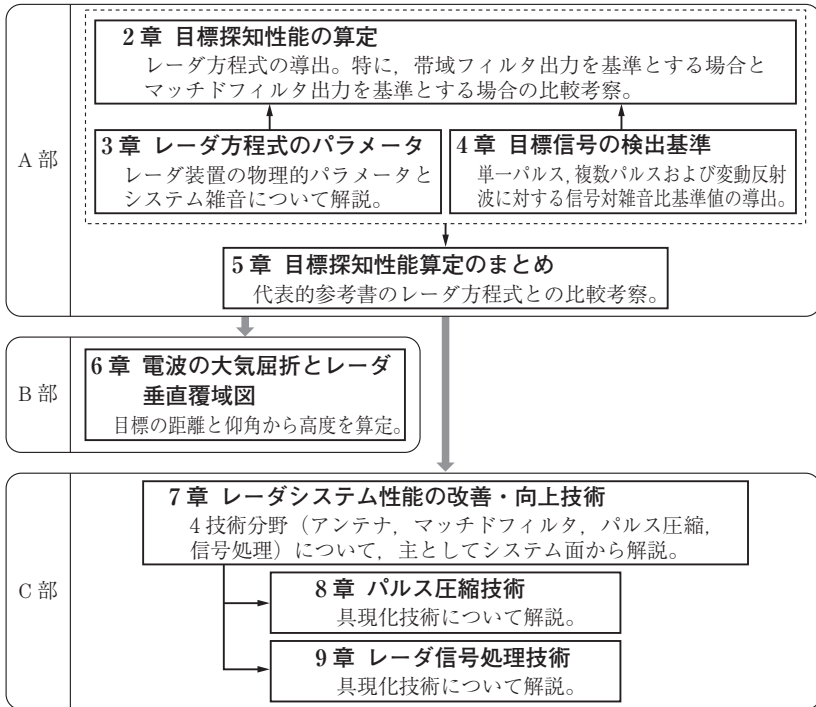 A 部
2 章 目標探知性能の算定
レーダ方程式の導出。特に，帯域フィルタ出力を基準とする場合と
マッチドフィルタ出力を基準とする場合の比較考察。
3 章 レーダ方程式のパラメータ
レーダ装置の物理的パラメータと
システム雑音について解説。
4 章 目標信号の検出基準
単一パルス，複数パルスおよび変動反射
波に対する信号対雑音比基準値の導出。
5 章 目標探知性能算定のまとめ
代表的参考書のレーダ方程式との比較考察。
B 部
6 章 電波の大気屈折とレーダ
垂直覆域図
目標の距離と仰角から高度を算定。
C 部
7 章 レーダシステム性能の改善・向上技術
4 技術分野（アンテナ，マッチドフィルタ，パルス圧縮，
信号処理）について，主としてシステム面から解説。
8 章 パルス圧縮技術
具現化技術について解説。
9 章 レーダ信号処理技術
具現化技術について解説。